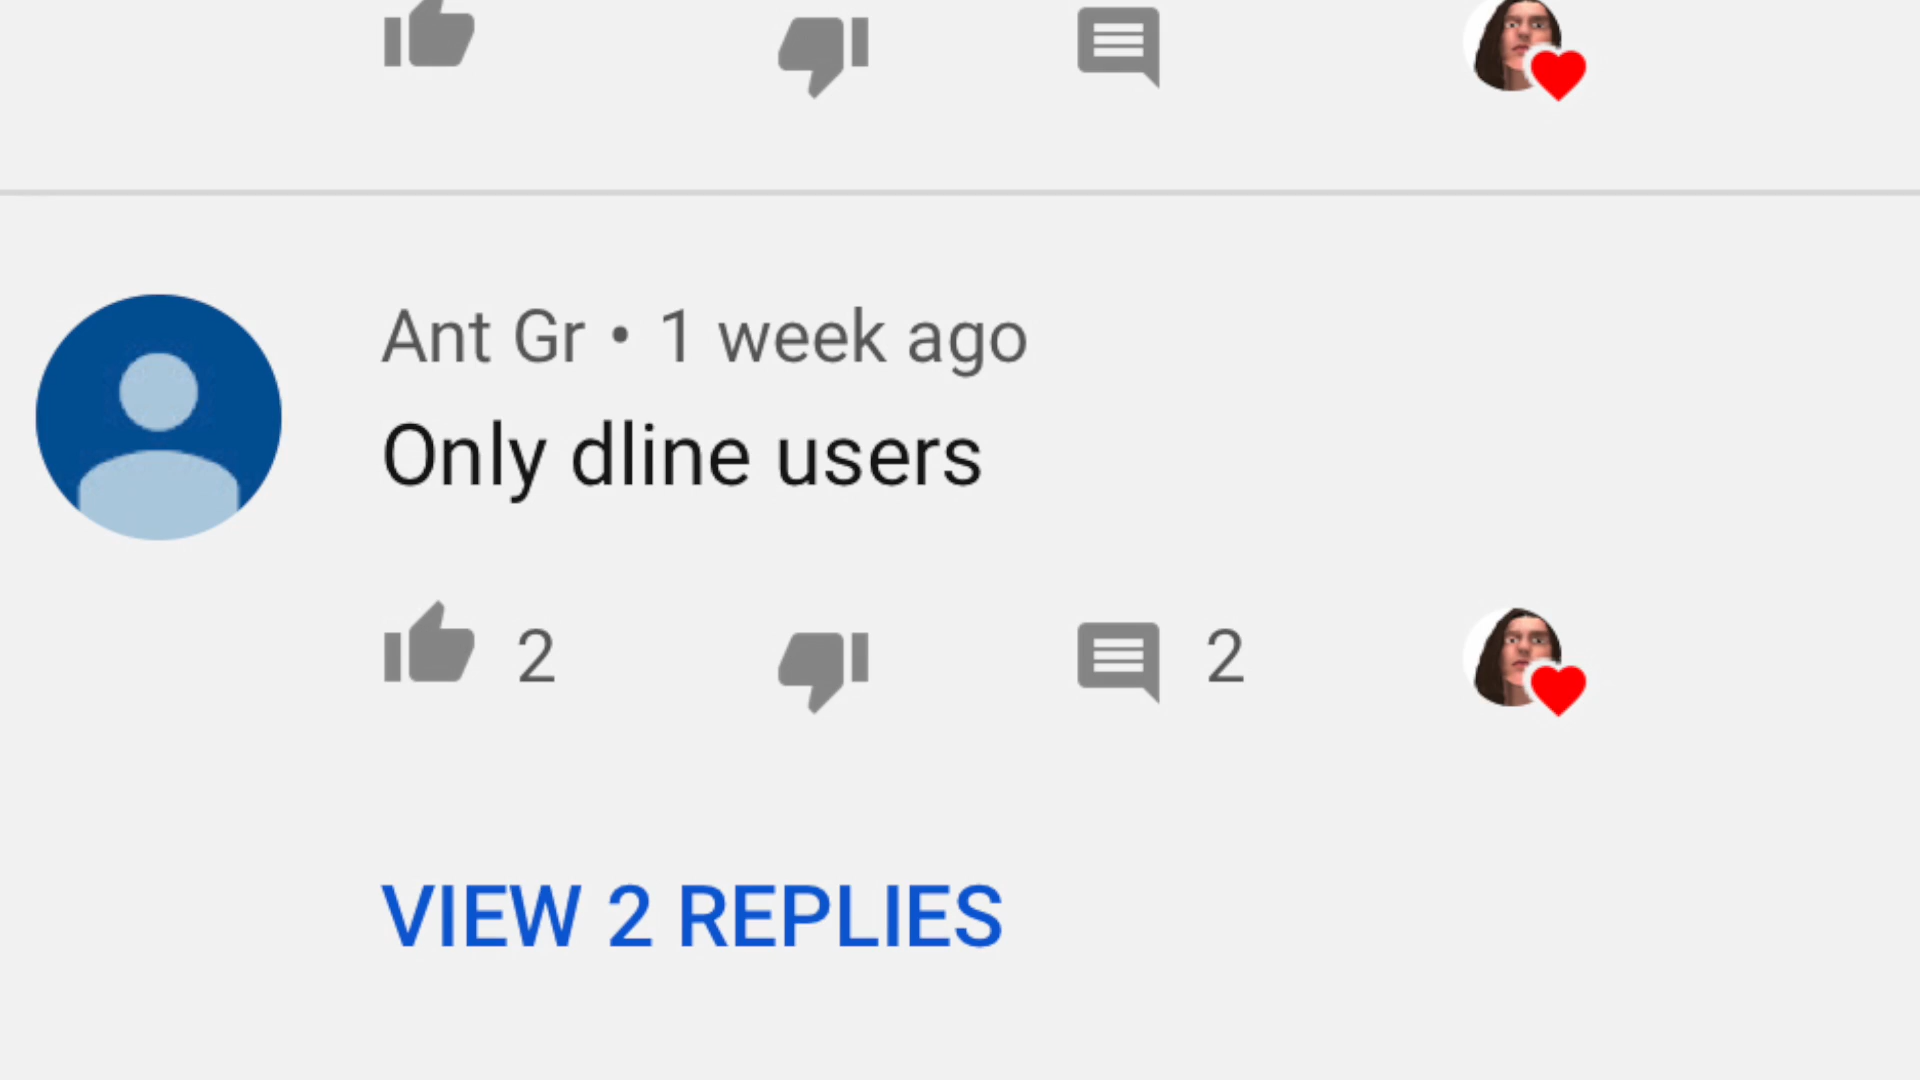 Ant Gr • 1 week ago
Only dline users
2 2
VIEW 2 REPLIES